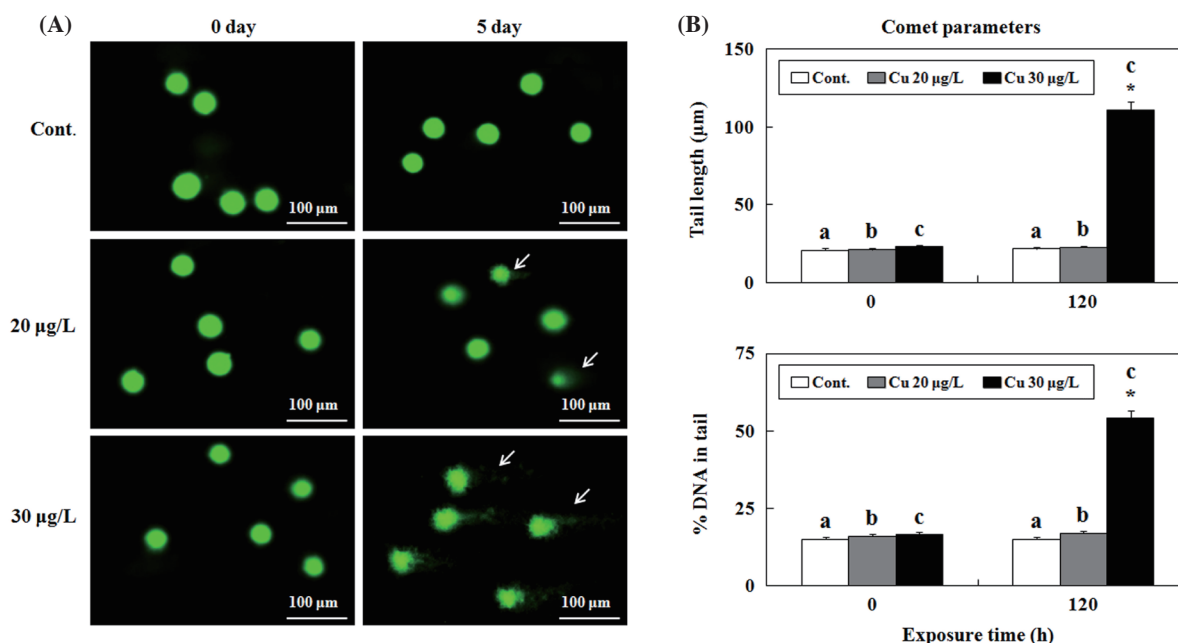 (A)
0 day
5 day
Cont.
100 µm
100 µm
20 µg/L
100 µm
100 µm
30 µg/L
100 µm
100 µm
(B)
Comet parameters
Tail length (µm)
150
100
50
0
Cont.
Cu 20 µg/L
Cu 30 µg/L
a
b
c
a
b
c
*
0
120
% DNA in tail
75
50
25
0
Cont.
Cu 20 µg/L
Cu 30 µg/L
a
b
c
a
b
c
*
0
120
Exposure time (h)